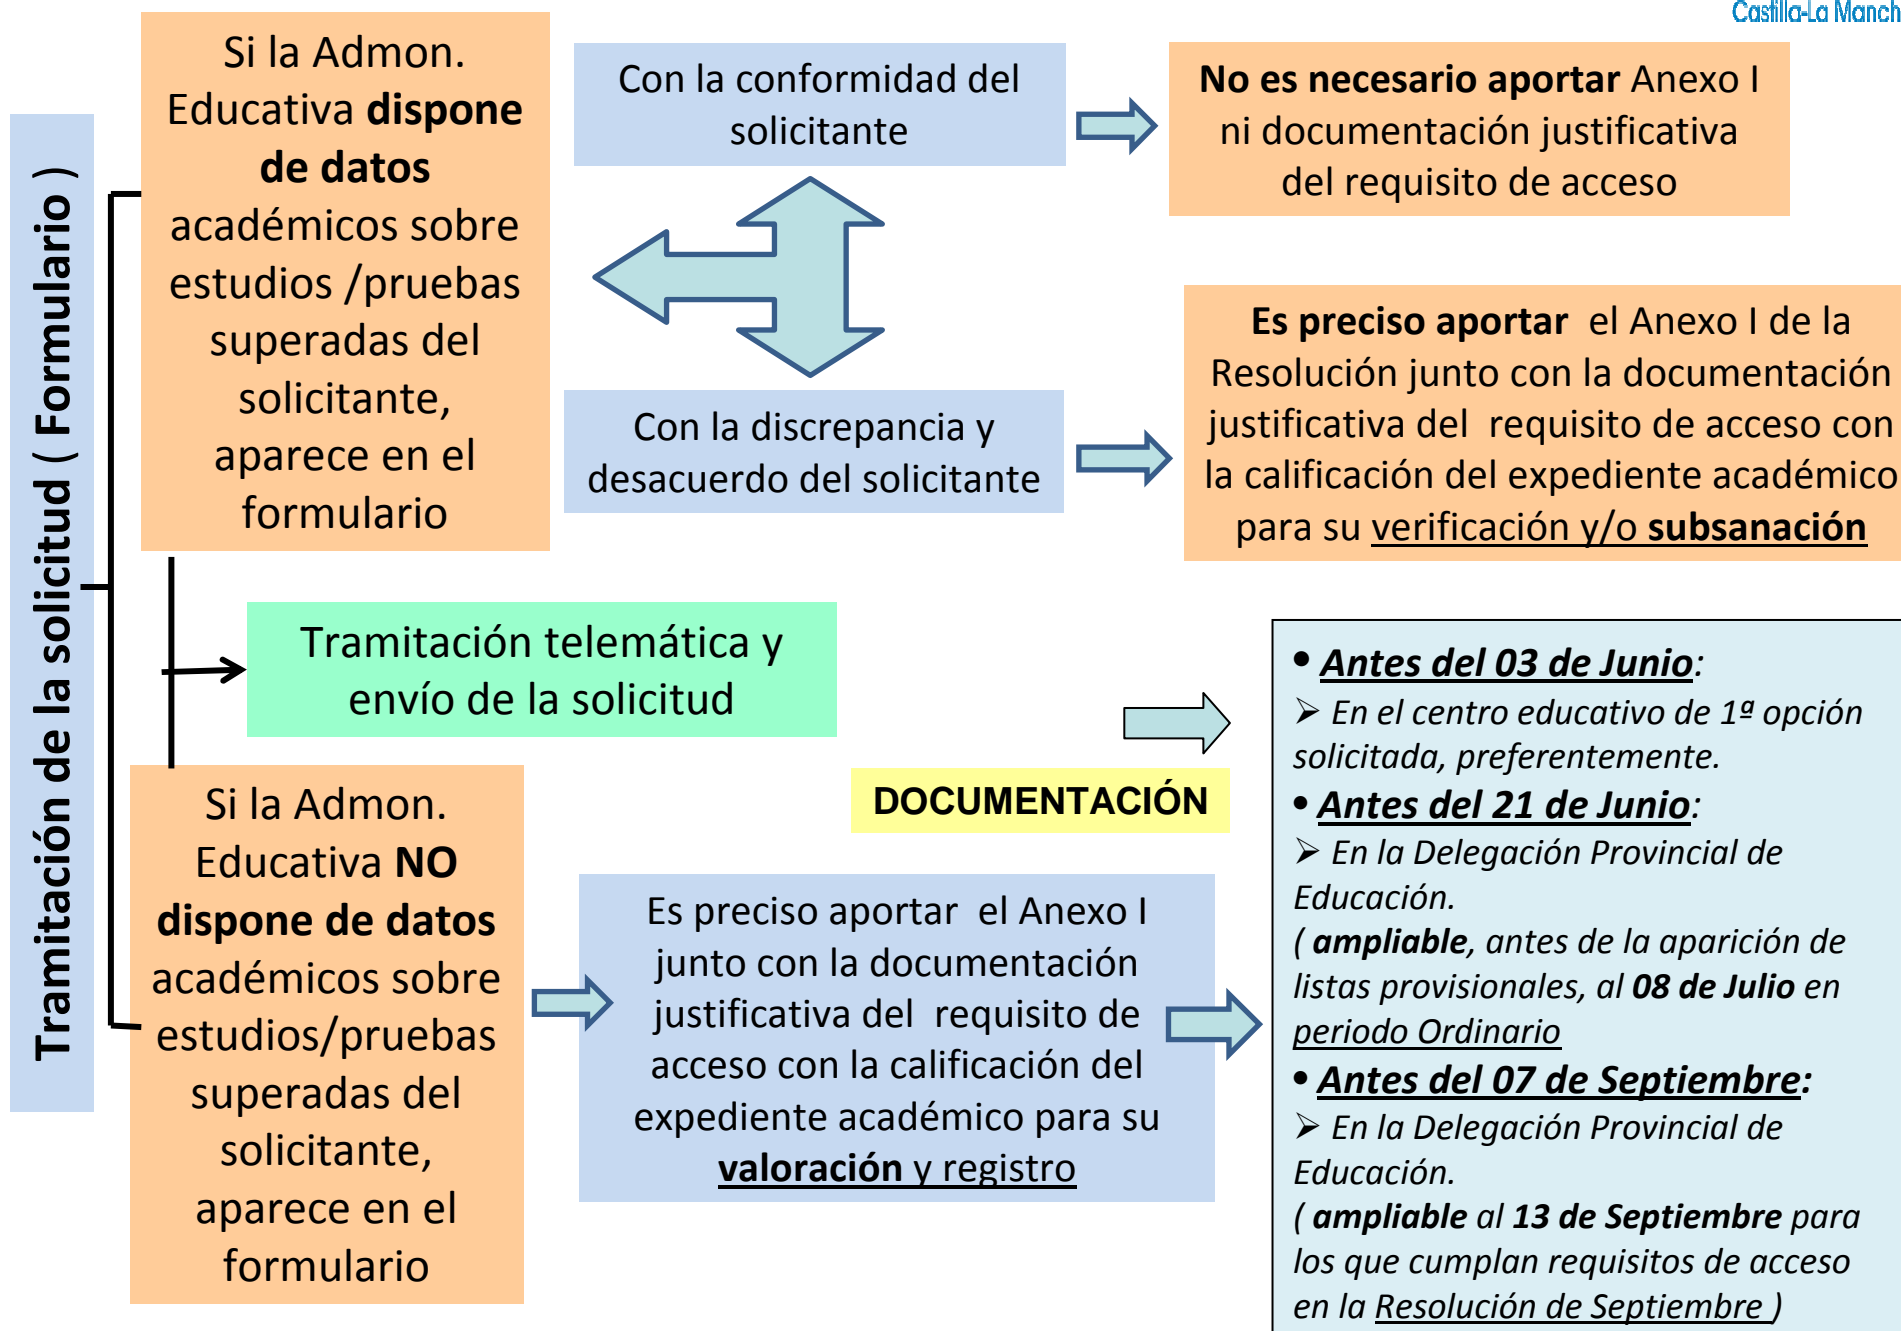 Castilla-La Manch
Tramitación de la solicitud ( Formulario )
Si la Admon.
Educativa dispone
de datos
académicos sobre
estudios /pruebas
superadas del
solicitante,
aparece en el
formulario
Con la conformidad del
solicitante
No es necesario aportar Anexo I
ni documentación justificativa
del requisito de acceso
Con la discrepancia y
desacuerdo del solicitante
Es preciso aportar el Anexo I de la
Resolución junto con la documentación
justificativa del requisito de acceso con
la calificación del expediente académico
para su verificación y/o subsanación
Tramitación telemática y
envío de la solicitud
DOCUMENTACIÓN
Si la Admon.
Educativa NO
dispone de datos
académicos sobre
estudios/pruebas
superadas del
solicitante,
aparece en el
formulario
Es preciso aportar el Anexo I
junto con la documentación
justificativa del requisito de
acceso con la calificación del
expediente académico para su
valoración y registro
• Antes del 03 de Junio:
➢ En el centro educativo de 1ª opción
solicitada, preferentemente.
• Antes del 21 de Junio:
➢ En la Delegación Provincial de
Educación.
( ampliable, antes de la aparición de
listas provisionales, al 08 de Julio en
periodo Ordinario
• Antes del 07 de Septiembre:
➢ En la Delegación Provincial de
Educación.
( ampliable al 13 de Septiembre para
los que cumplan requisitos de acceso
en la Resolución de Septiembre )